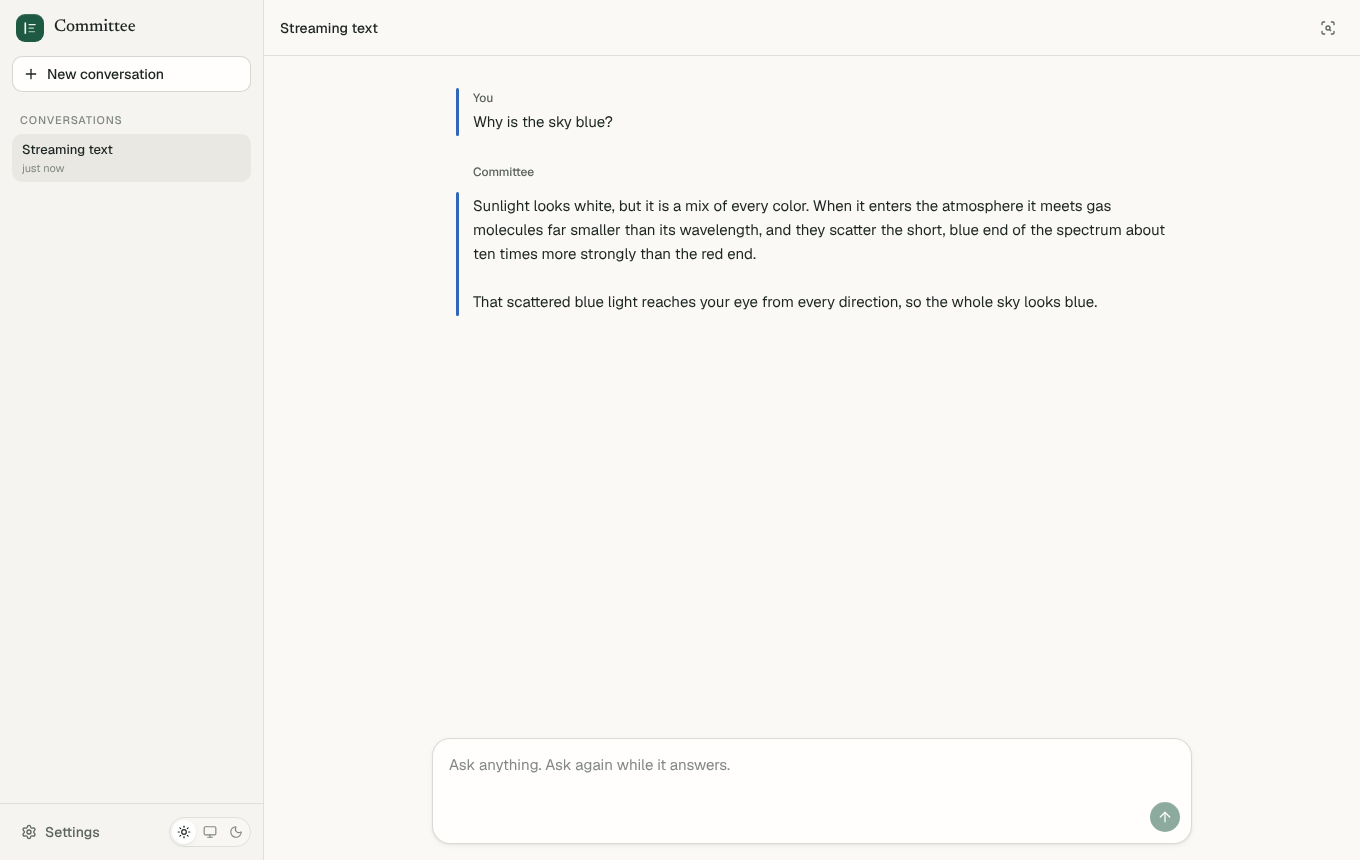 Committee
New conversation
CONVERSATIONS
Streaming text
just now
Settings
Streaming text
You
Why is the sky blue?
Committee
Sunlight looks white, but it is a mix of every color. When it enters the atmosphere it meets gas
molecules far smaller than its wavelength, and they scatter the short, blue end of the spectrum about
ten times more strongly than the red end.
That scattered blue light reaches your eye from every direction, so the whole sky looks blue.
Ask anything. Ask again while it answers.